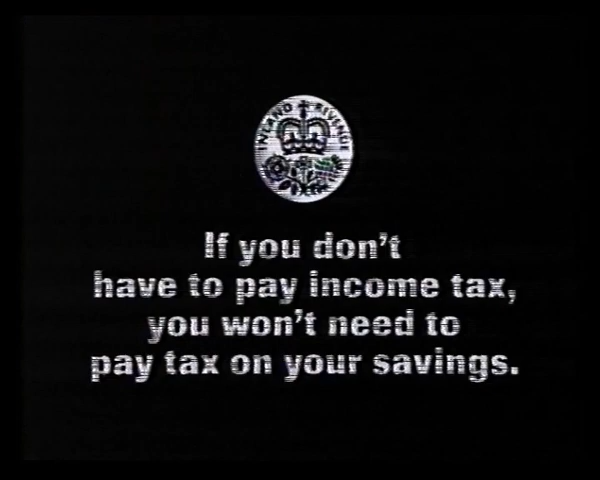 INLAND REVENUE
If you don't
have to pay income tax,
you won't need to
pay tax on your savings.